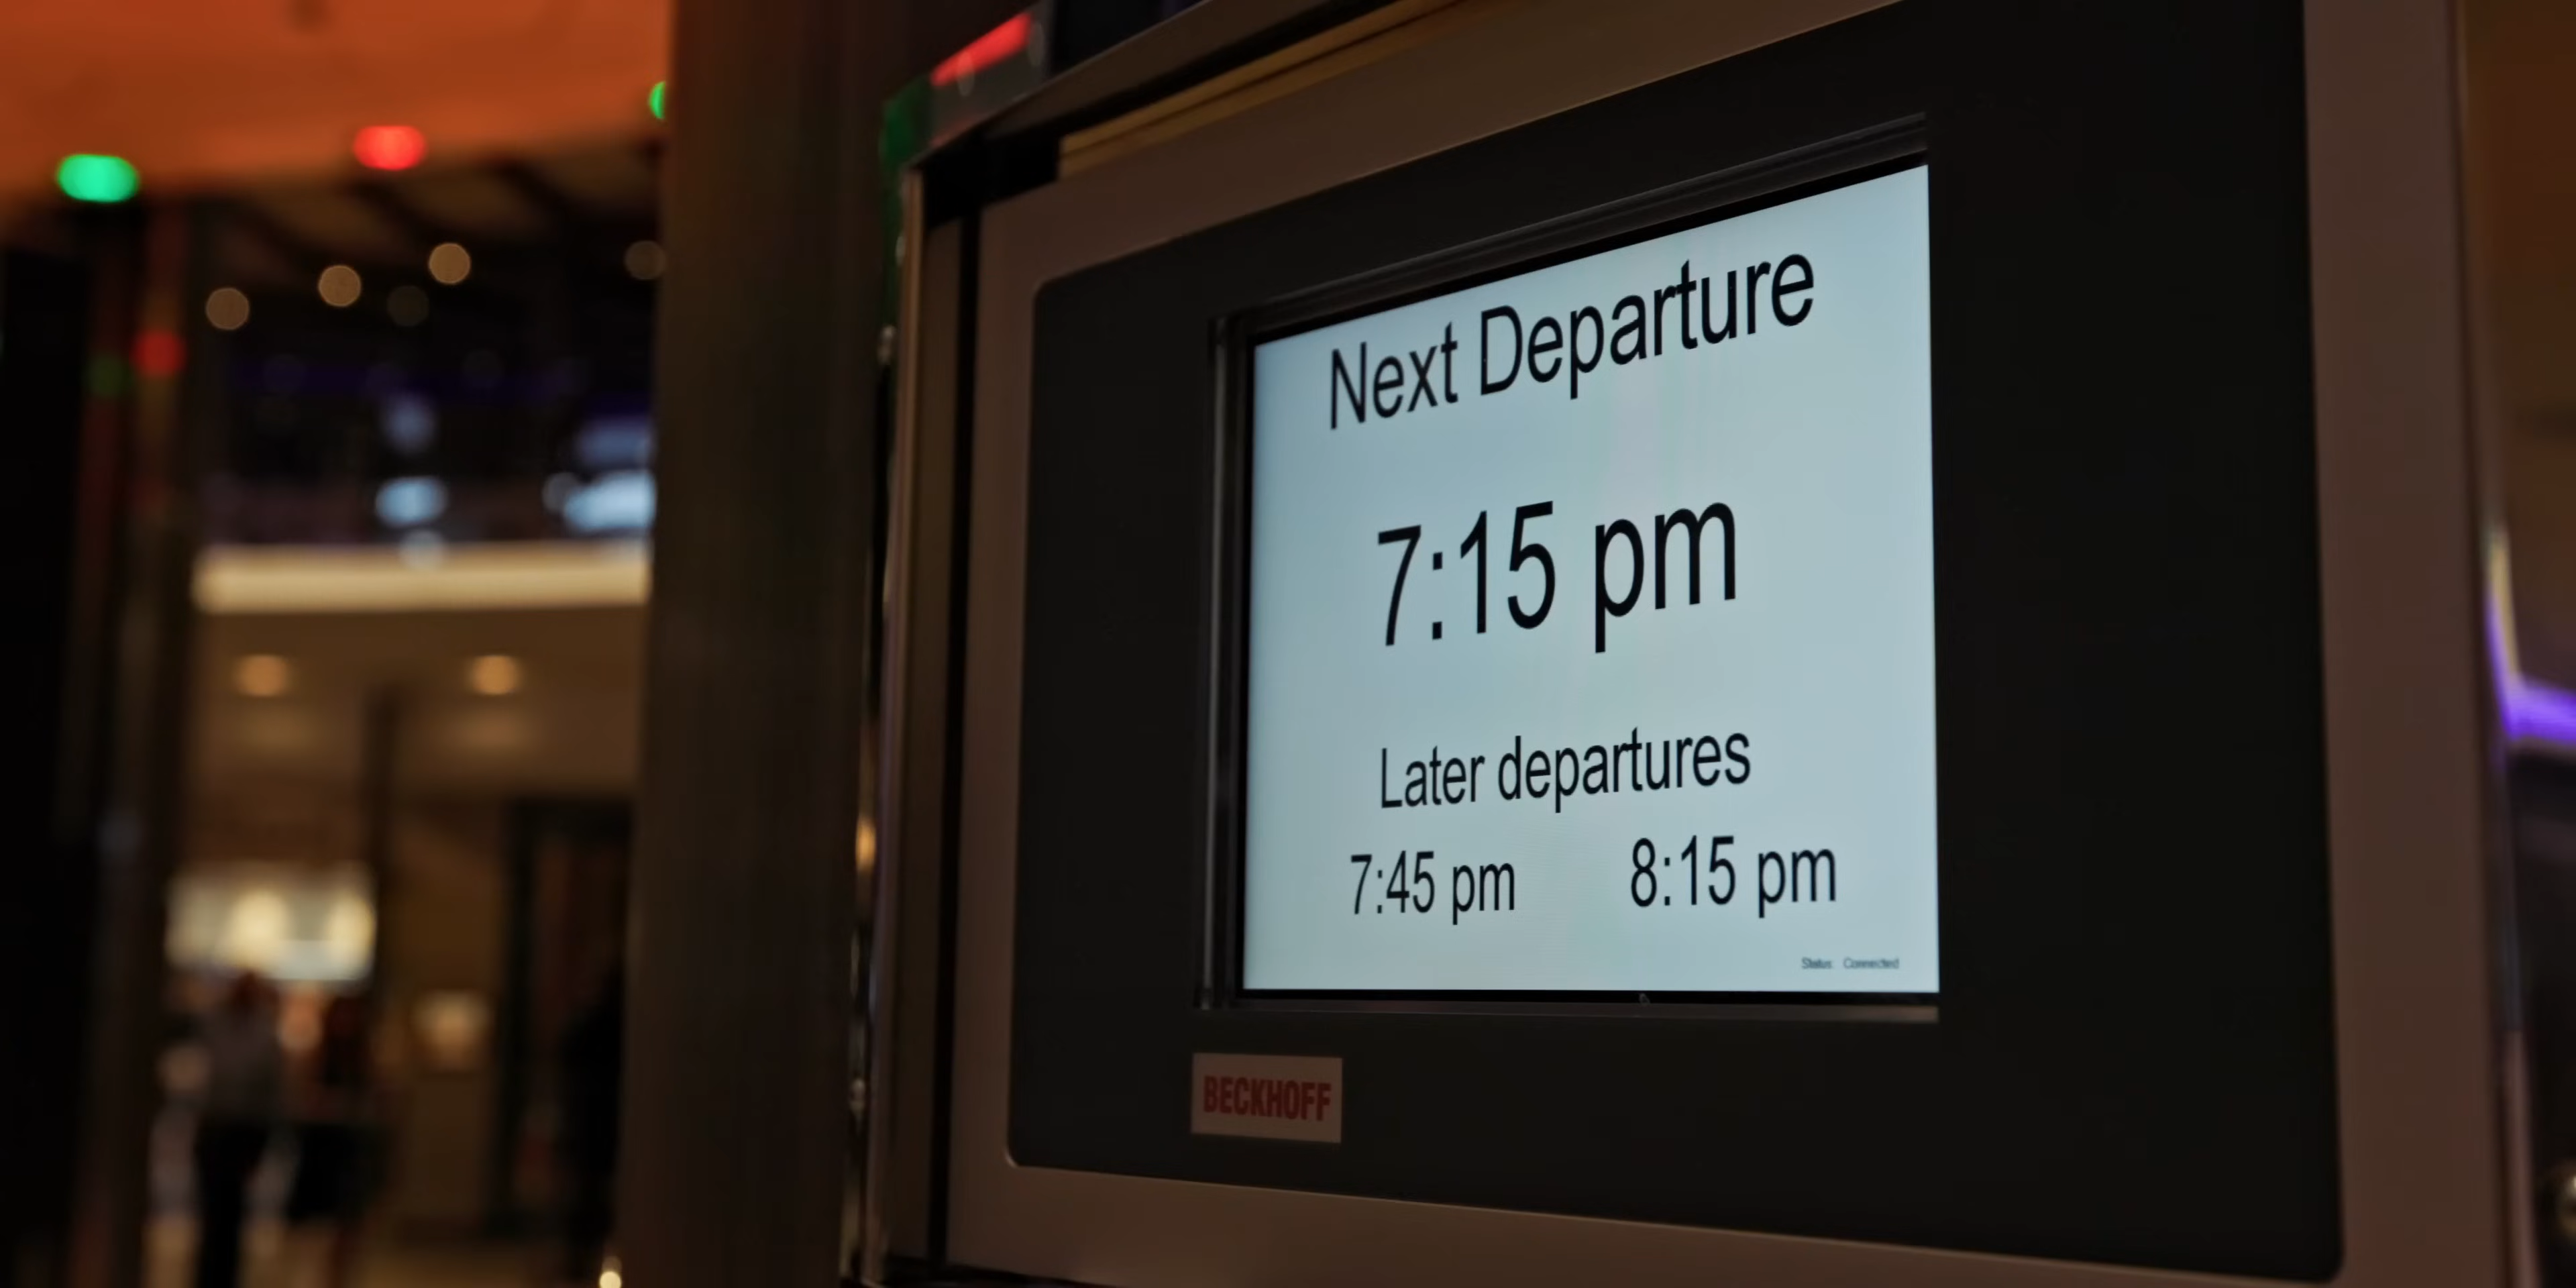 Next Departure
7:15 pm
Later departures
7:45 pm 8:15 pm
Status: Connected
BECKHOFF